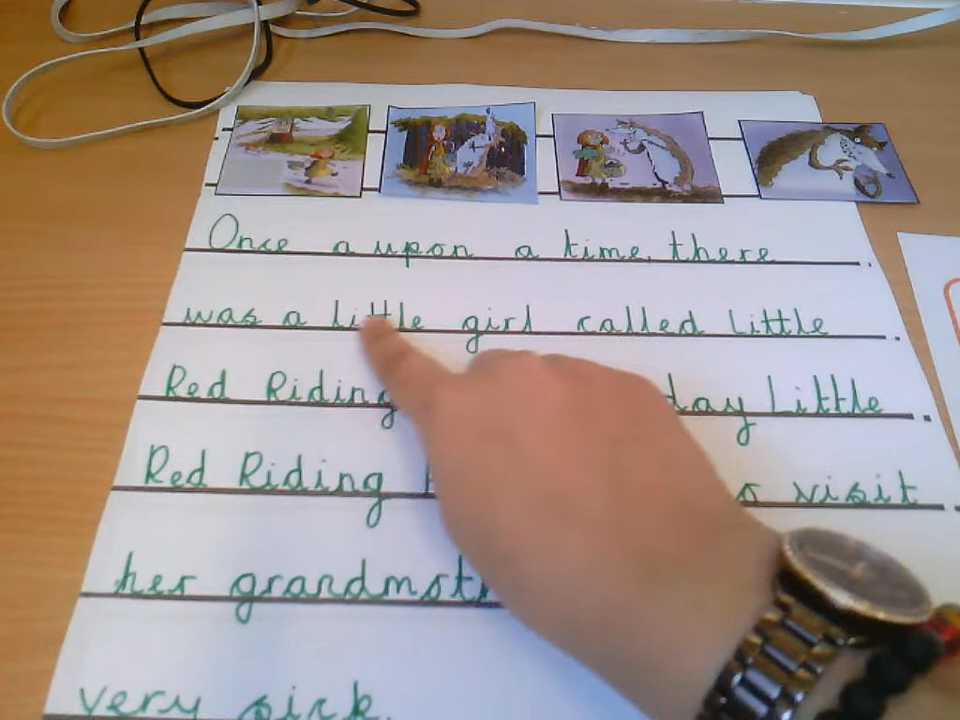 Once a upon a time, there
was a little girl called Little
Red Riding day Little
Red Riding visit
her
very sick.